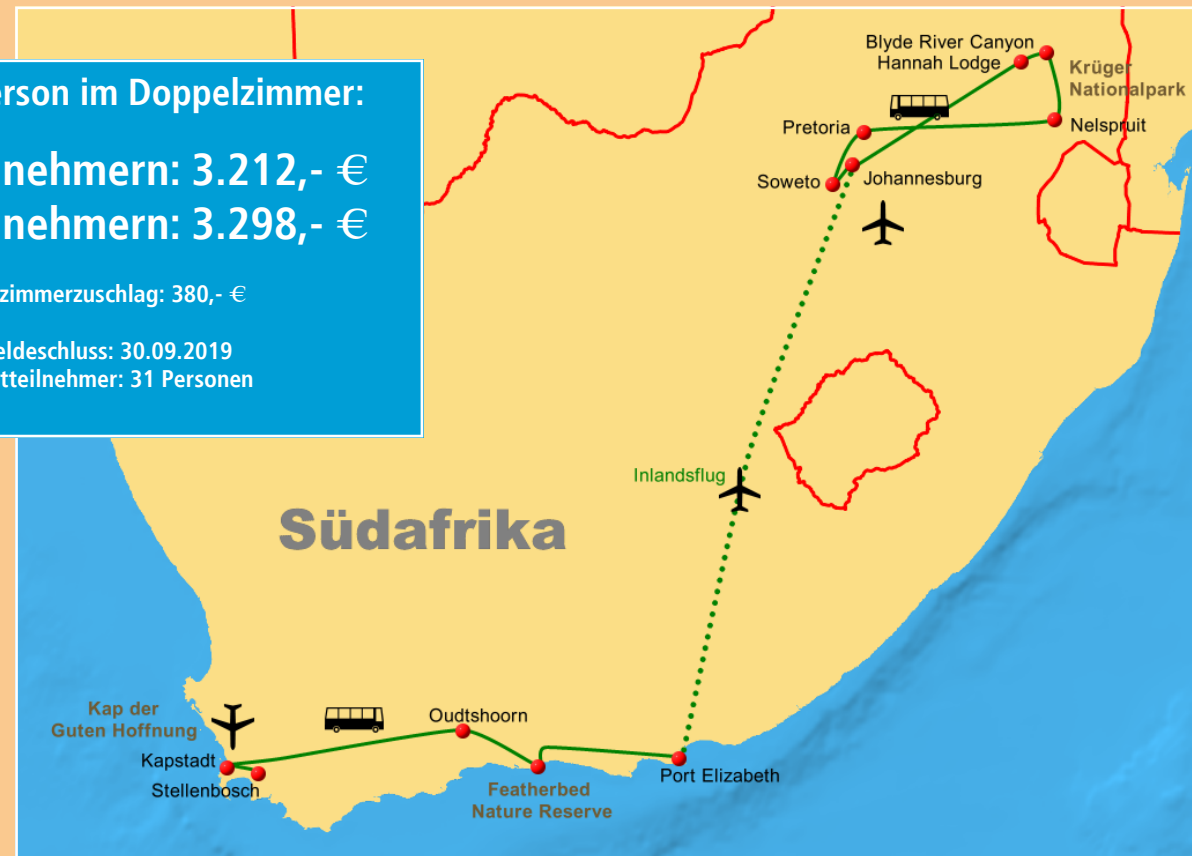 erson im Doppelzimmer:
nehmern: 3.212,- €
nehmern: 3.298,- €
zimmerzuschlag: 380,- €
eldeschluss: 30.09.2019
tteilnehmer: 31 Personen
Blyde River Canyon
Hannah Lodge
Krüger
Nationalpark
Pretoria
Nelspruit
Soweto
Johannesburg
Inlandsflug
Südafrika
Kap der
Guten Hoffnung
Oudtshoorn
Kapstadt
Stellenbosch
Port Elizabeth
Featherbed
Nature Reserve